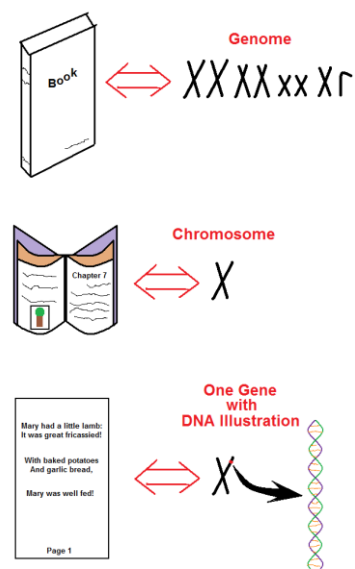 Genome
Book
Chromosome
Chapter 7
One Gene
with
DNA Illustration
Mary had a little lamb:
It was great fricassied!
With baked potatoes
And garlic bread,
Mary was well fed!
Page 1